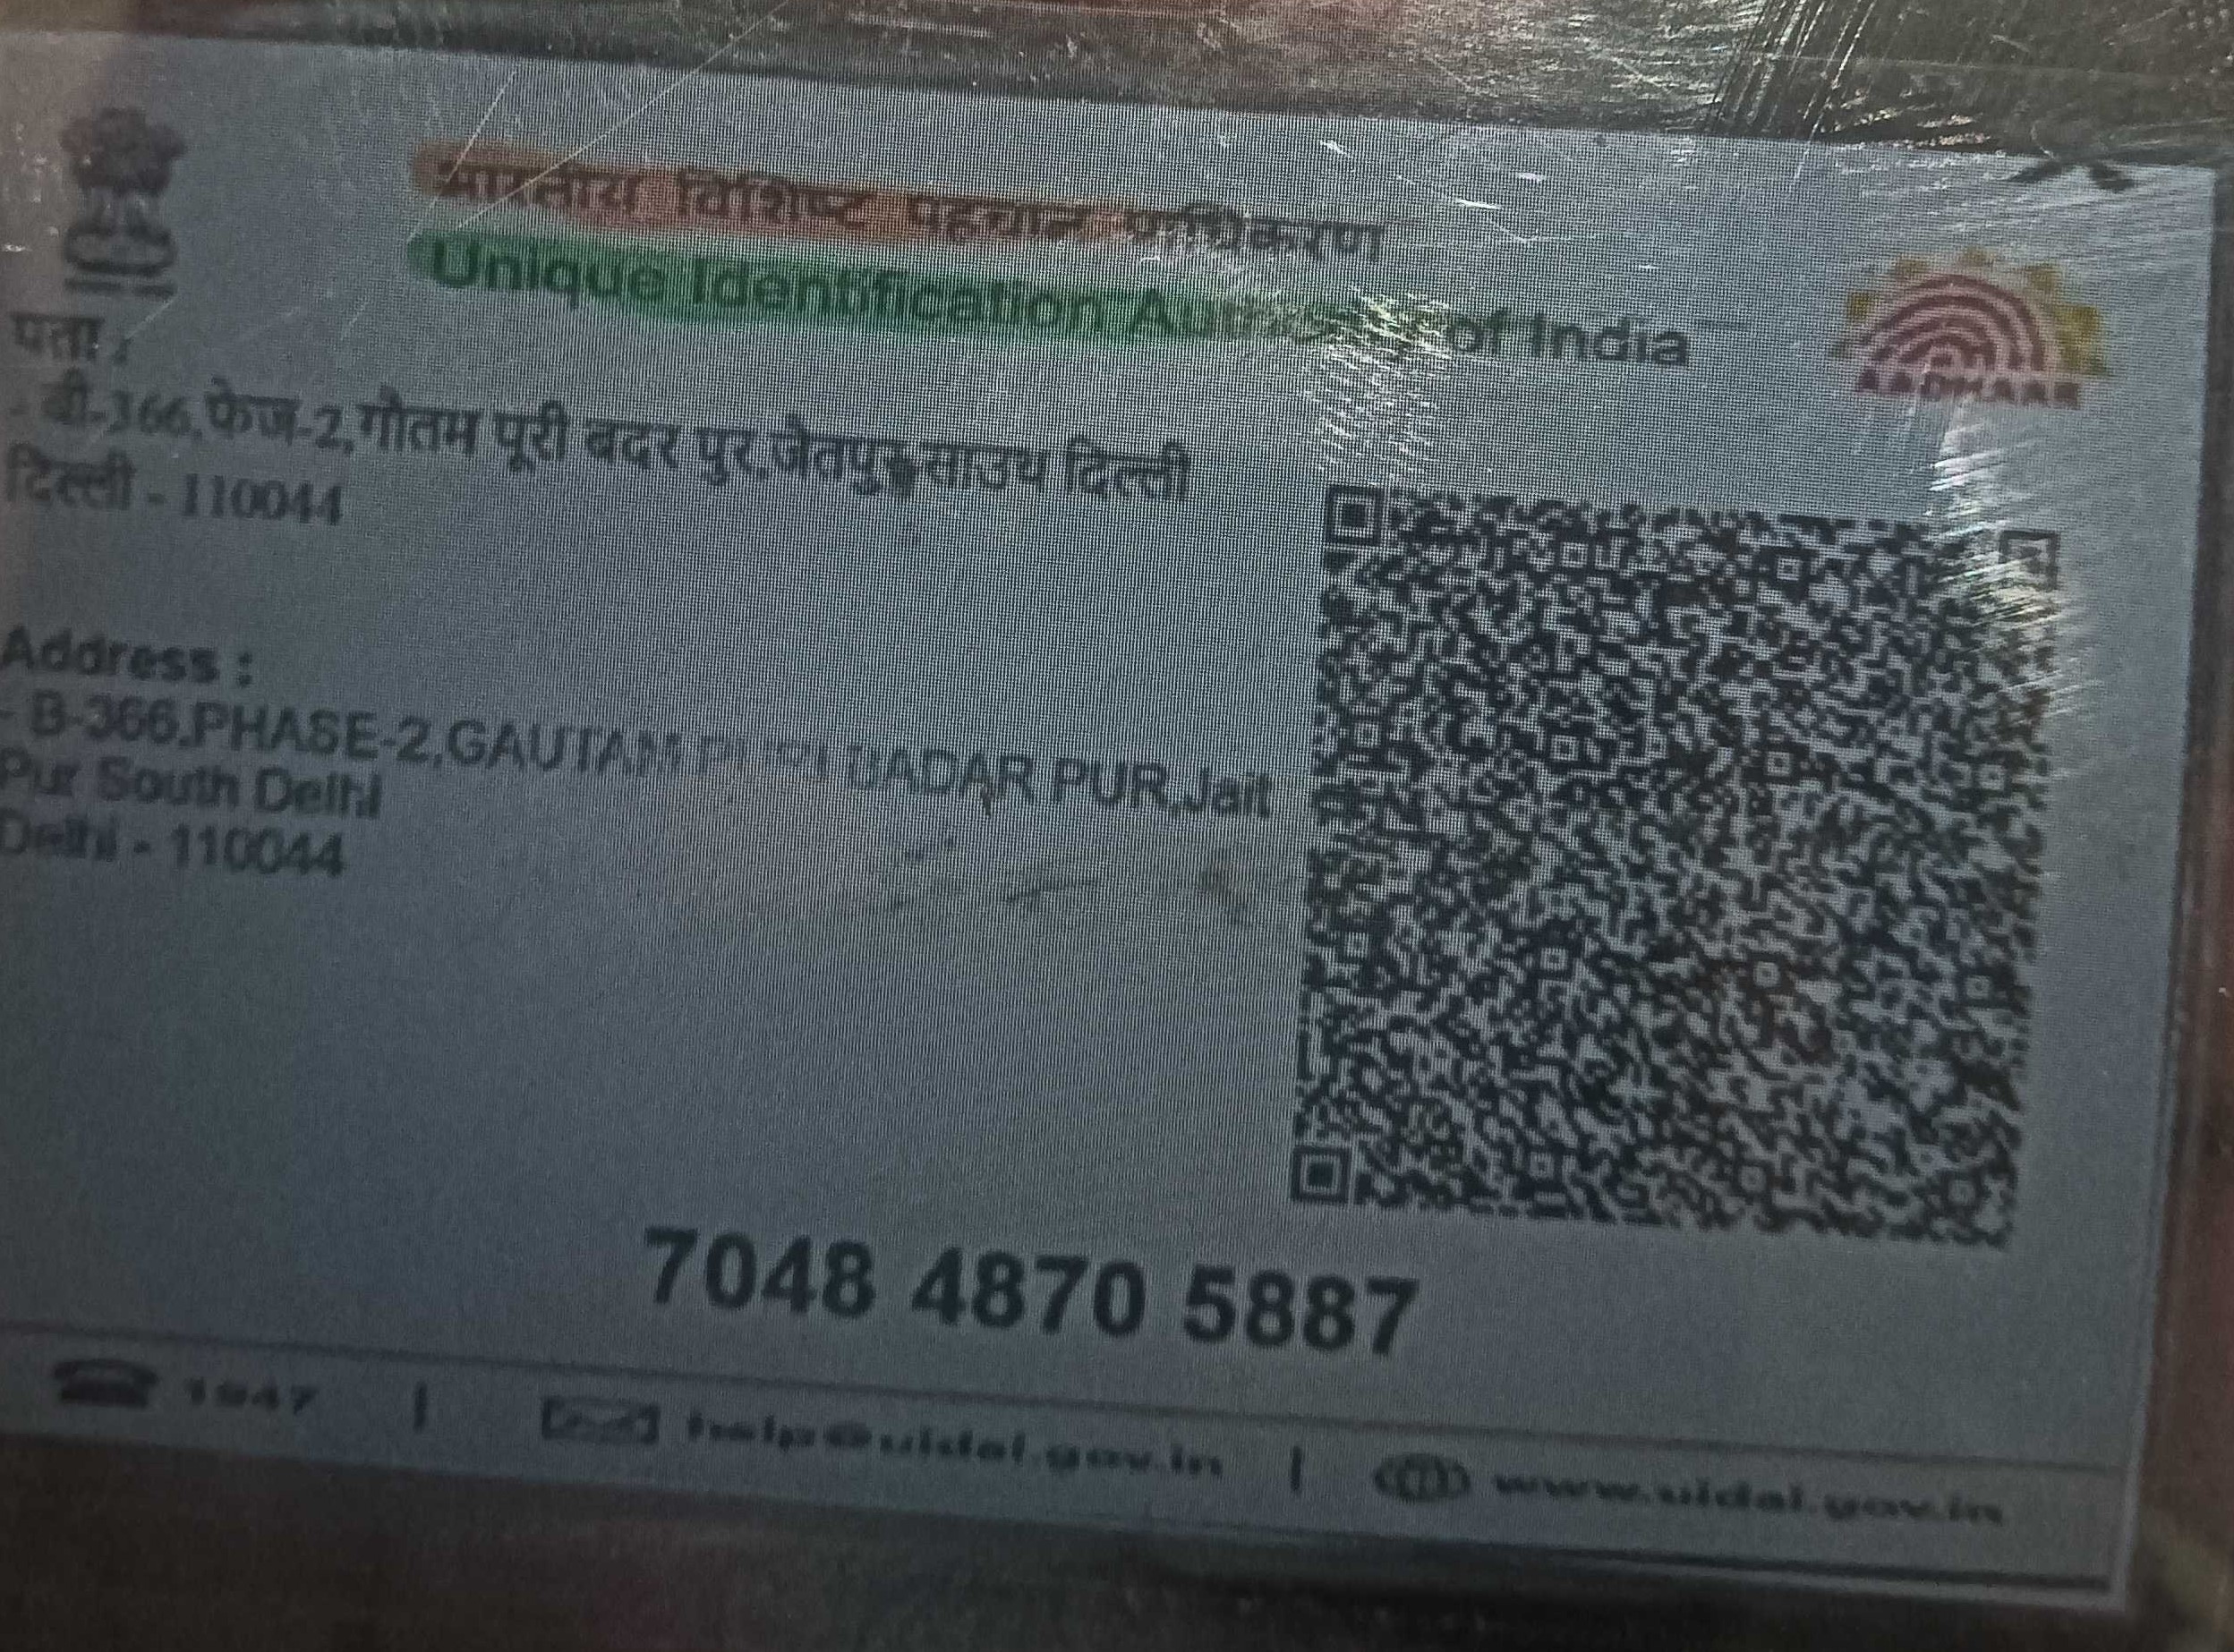 भारतीय विशिष्ट पहचान प्राधिकरण
Unique Identification of India
AADHAAR
पता :
- बी-366,फेज-2,गौतम पूरी बदर पुर,जेतपुर,साउथ दिल्ली
दिल्ली - 110044
Address :
- B-366,PHASE-2,GAUTAM BADAR PUR,Jait
Pur South Delhi
Delhi - 110044
7048 4870 5887
1947 | help@uidai.gov.in | www.uidai.gov.in